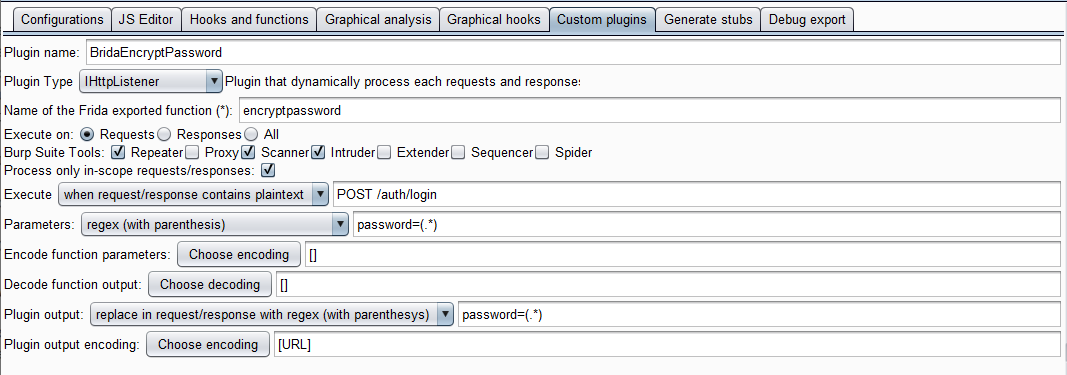 Configurations JS Editor Hooks and functions Graphical analysis Graphical hooks Custom plugins Generate stubs Debug export
Plugin name: BridaEncryptPassword
Plugin Type IHttpListener Plugin that dynamically process each requests and responses
Name of the Frida exported function (*): encryptpassword
Execute on: Requests Responses All
Burp Suite Tools: Repeater Proxy Scanner Intruder Extender Sequencer Spider
Process only in-scope requests/responses:
Execute when request/response contains plaintext POST /auth/login
Parameters: regex (with parenthesis) password=(.*)
Encode function parameters: Choose encoding []
Decode function output: Choose decoding []
Plugin output: replace in request/response with regex (with parenthesys) password=(.*)
Plugin output encoding: Choose encoding [URL]